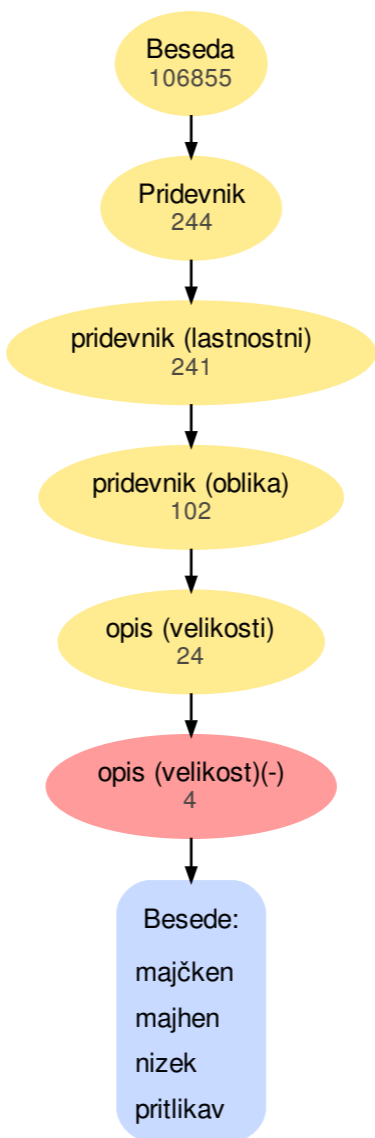 Beseda
106855
Pridevnik
244
pridevnik (lastnostni)
241
pridevnik (oblika)
102
opis (velikosti)
24
opis (velikost)(-)
4
Besede:
majčken
majhen
nizek
pritlikav